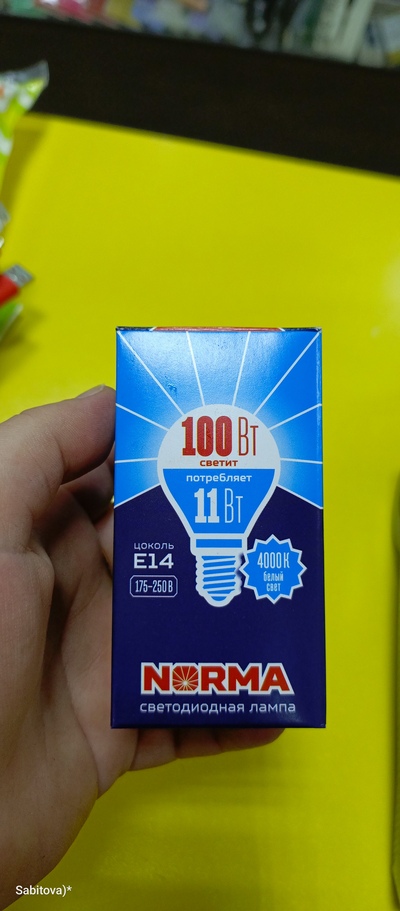 100 Вт
светит
потребляет
11 Вт
цоколь
E14
175-250 В
4000 К
белый
свет
NORMA
светодиодная лампа
Sabitova)*